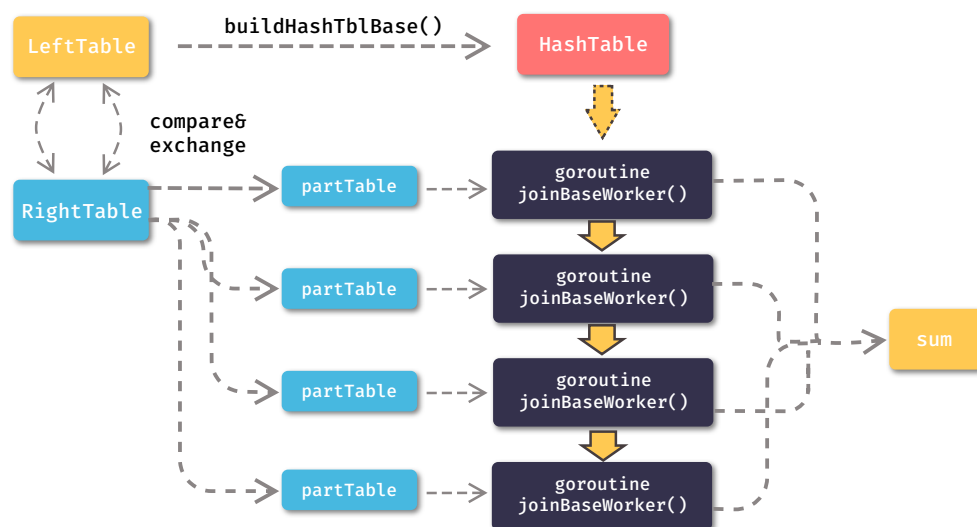 buildHashTblBase()
LeftTable
HashTable
compare&
exchange
RightTable
partTable
goroutine
joinBaseWorker()
partTable
goroutine
joinBaseWorker()
sum
partTable
goroutine
joinBaseWorker()
partTable
goroutine
joinBaseWorker()